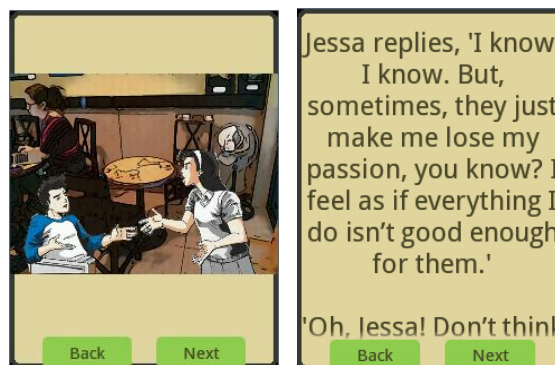 Back Next
Jessa replies, 'I know
I know. But,
sometimes, they just
make me lose my
passion, you know? I
feel as if everything I
do isn’t good enough
for them.'
'Oh, Jessa! Don’t think
Back Next